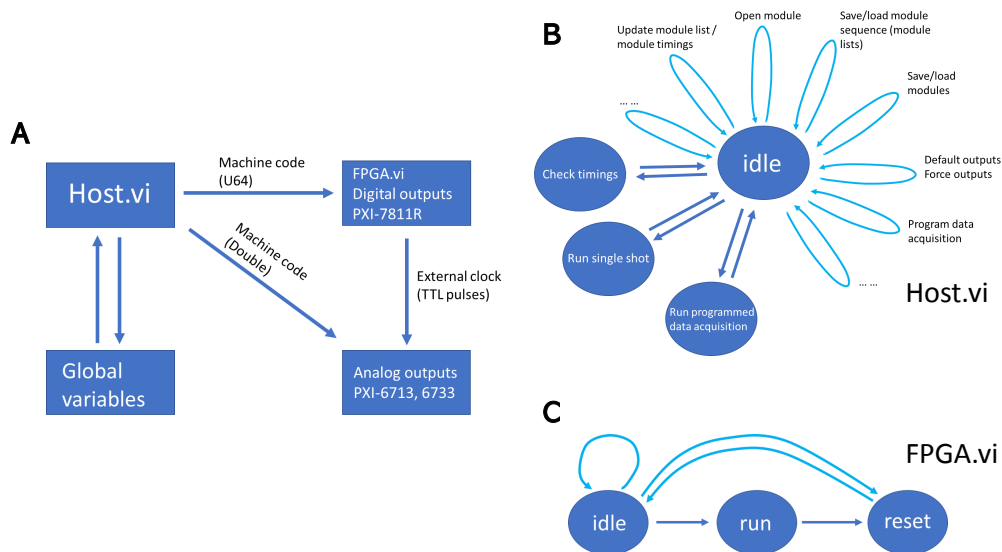 A
Host.vi
Machine code
(U64)
FPGA.vi
Digital outputs
PXI-7811R
Machine code
(Double)
External clock
(TTL pulses)
Global
variables
Analog outputs
PXI-6713, 6733
B
Update module list /
module timings
Open module
Save/load module
sequence (module
lists)
Save/load
modules
... ...
idle
Check timings
Default outputs
Force outputs
Program data
acquisition
Run single shot
... ...
Run programmed
data acquisition
Host.vi
C
FPGA.vi
idle
run
reset